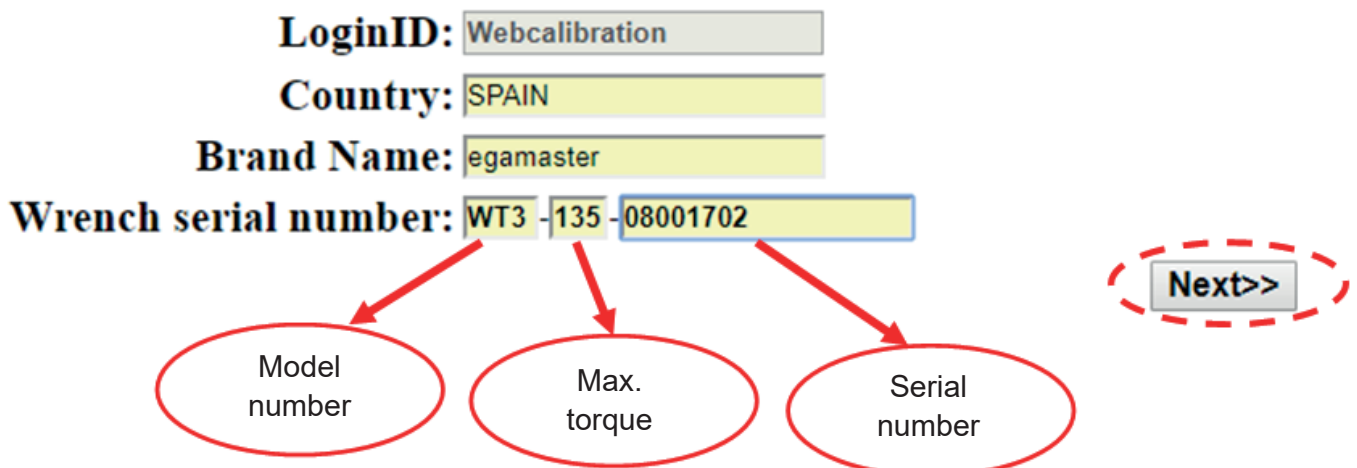 LoginID: Webcalibration
Country: SPAIN
Brand Name: egamaster
Wrench serial number: WT3 - 135 - 08001702
Next>>
Model
number
Max.
torque
Serial
number